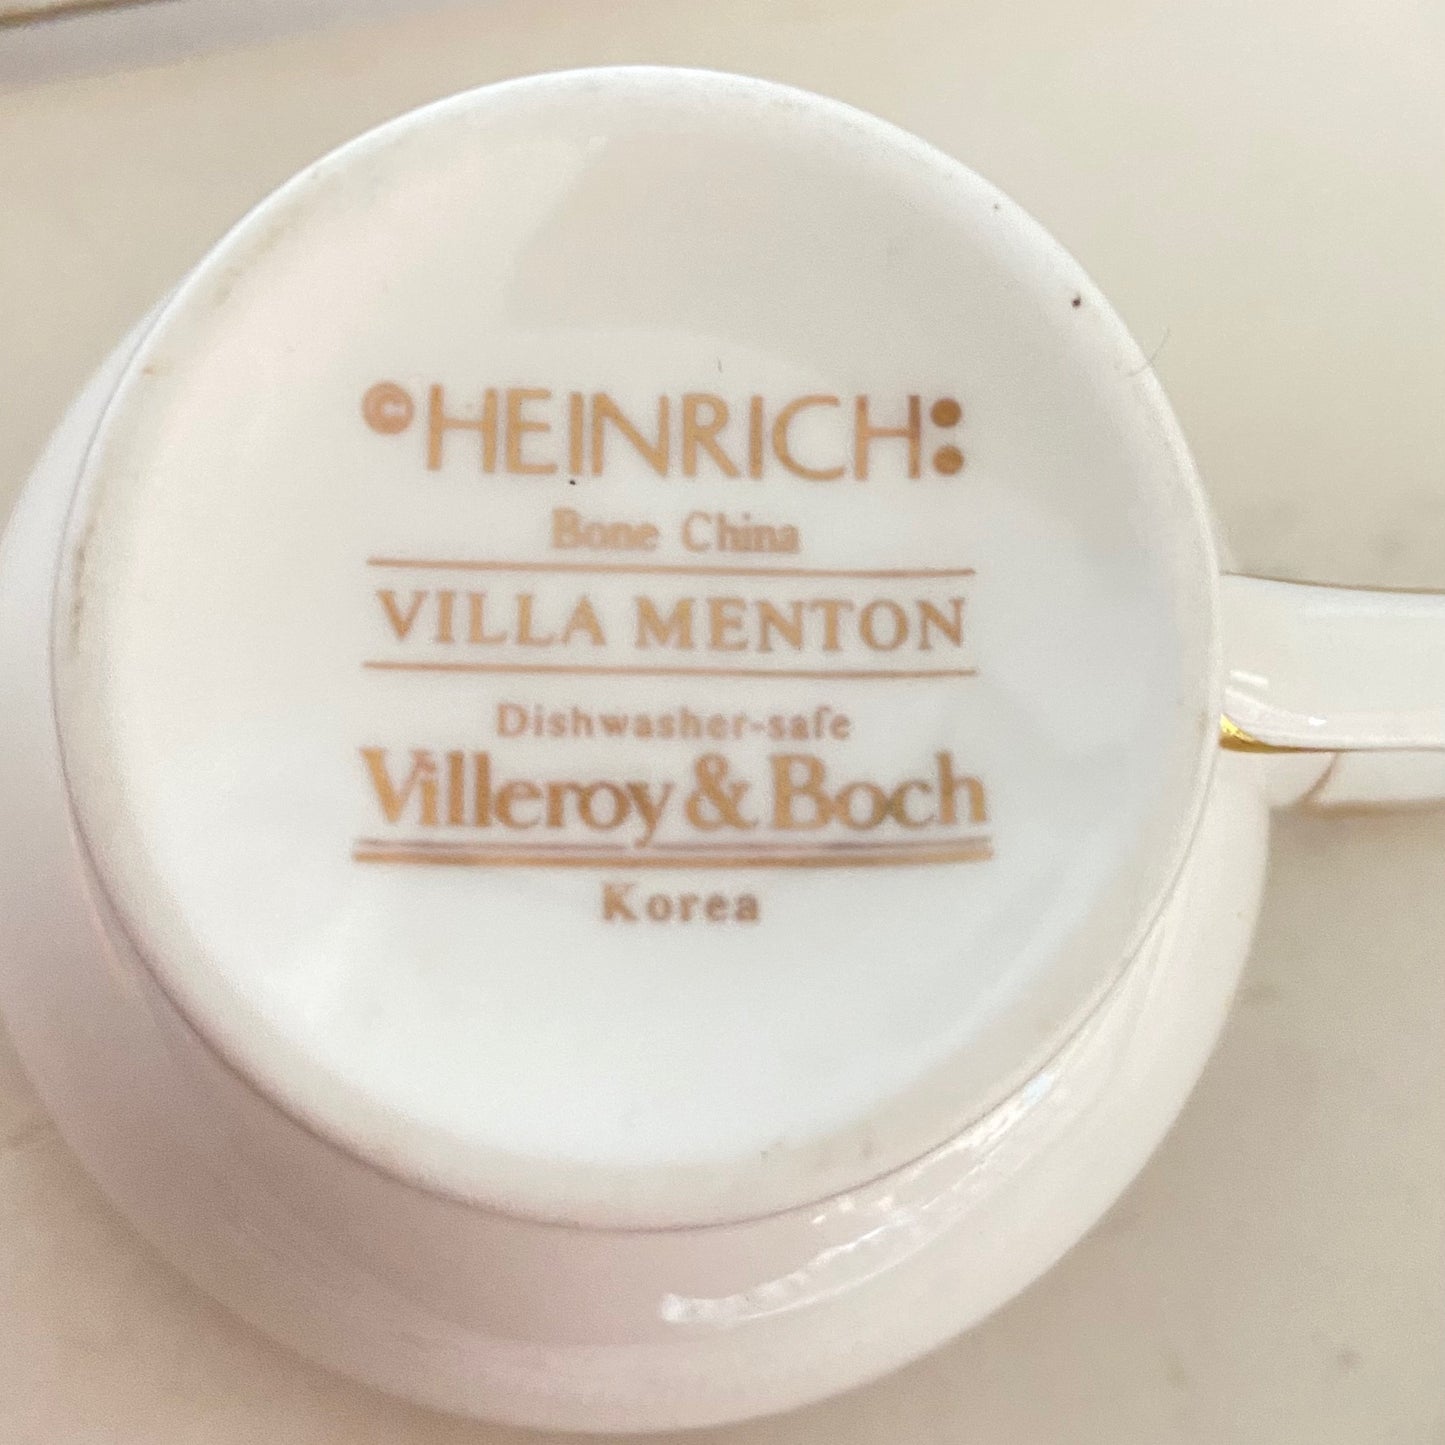 ©HEINRICH:
Bone China
VILLA MENTON
Dishwasher-safe
Villeroy & Boch
Korea